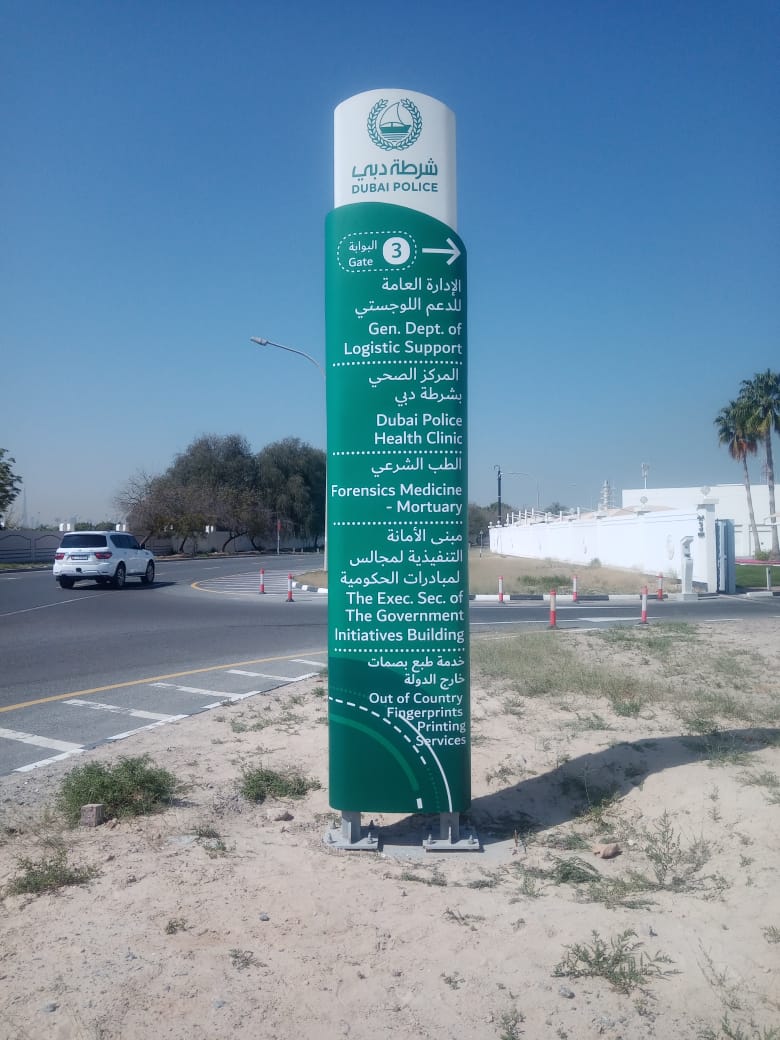 شرطة دبي
DUBAI POLICE
البوابة
Gate
3
الإدارة العامة
للدعم اللوجستي
Gen. Dept. of
Logistic Support
المركز الصحي
بشرطة دبي
Dubai Police
Health Clinic
الطب الشرعي
Forensics Medicine
- Mortuary
مبنى الأمانة
التنفيذية لمجالس
لمبادرات الحكومية
The Exec. Sec. of
The Government
Initiatives Building
خدمة طبع بصمات
خارج الدولة
Out of Country
Fingerprints
Printing
Services